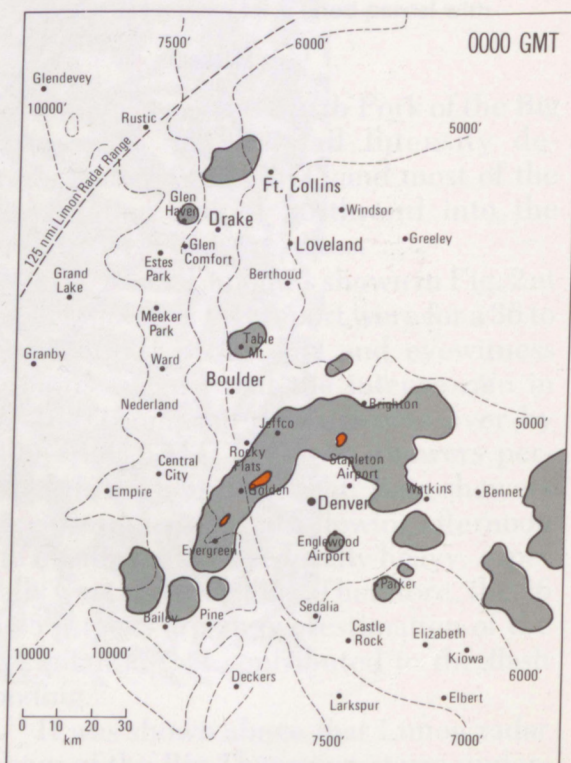 0000 GMT
7500'
6000'
Glendevey
10000'
Rustic
5000'
125 nmi Limon Radar Range
Ft. Collins
Glen
Haven
Windsor
Drake
Greeley
Glen
Comfort
Loveland
Estes
Park
Berthoud
Grand
Lake
Meeker
Park
Table
Mt.
Granby
Ward
Boulder
Nederland
Brighton
5000'
Jeffco
Rocky
Flats
Stapleton
Airport
Central
City
Empire
Golden
Denver
Watkins
Bennet
Evergreen
Englewood
Airport
Parker
Bailey
Pine
Sedalia
Castle
Rock
Elizabeth
Kiowa
10000'
10000'
6000'
Deckers
Larkspur
Elbert
0 10 20 30
km
7500'
7000'